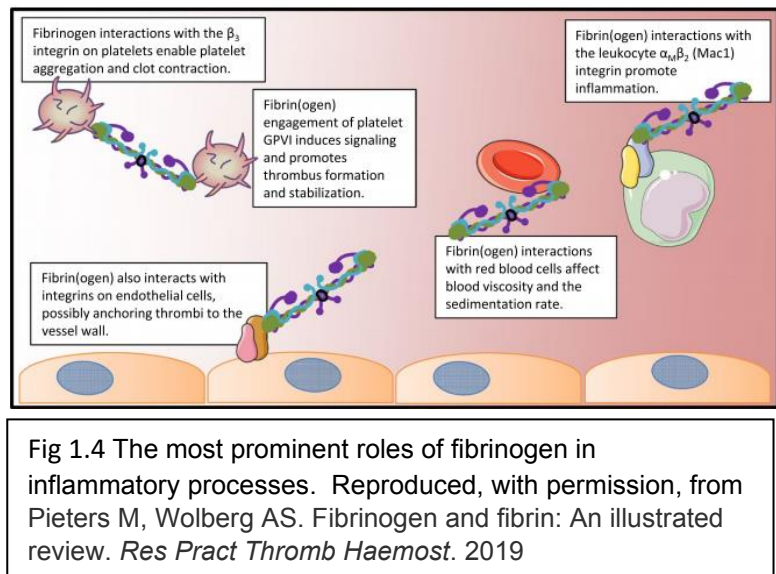 Fibrinogen interactions with the β₃
integrin on platelets enable platelet
aggregation and clot contraction.
Fibrin(ogen)
engagement of platelet
GPVI induces signaling
and promotes
thrombus formation
and stabilization.
Fibrin(ogen) also interacts with
integrins on endothelial cells,
possibly anchoring thrombi to the
vessel wall.
Fibrin(ogen) interactions with
the leukocyte αₘβ₂ (Mac1)
integrin promote
inflammation.
Fibrin(ogen) interactions
with red blood cells affect
blood viscosity and the
sedimentation rate.
Fig 1.4 The most prominent roles of fibrinogen in
inflammatory processes. Reproduced, with permission, from
Pieters M, Wolberg AS. Fibrinogen and fibrin: An illustrated
review. Res Pract Thromb Haemost. 2019